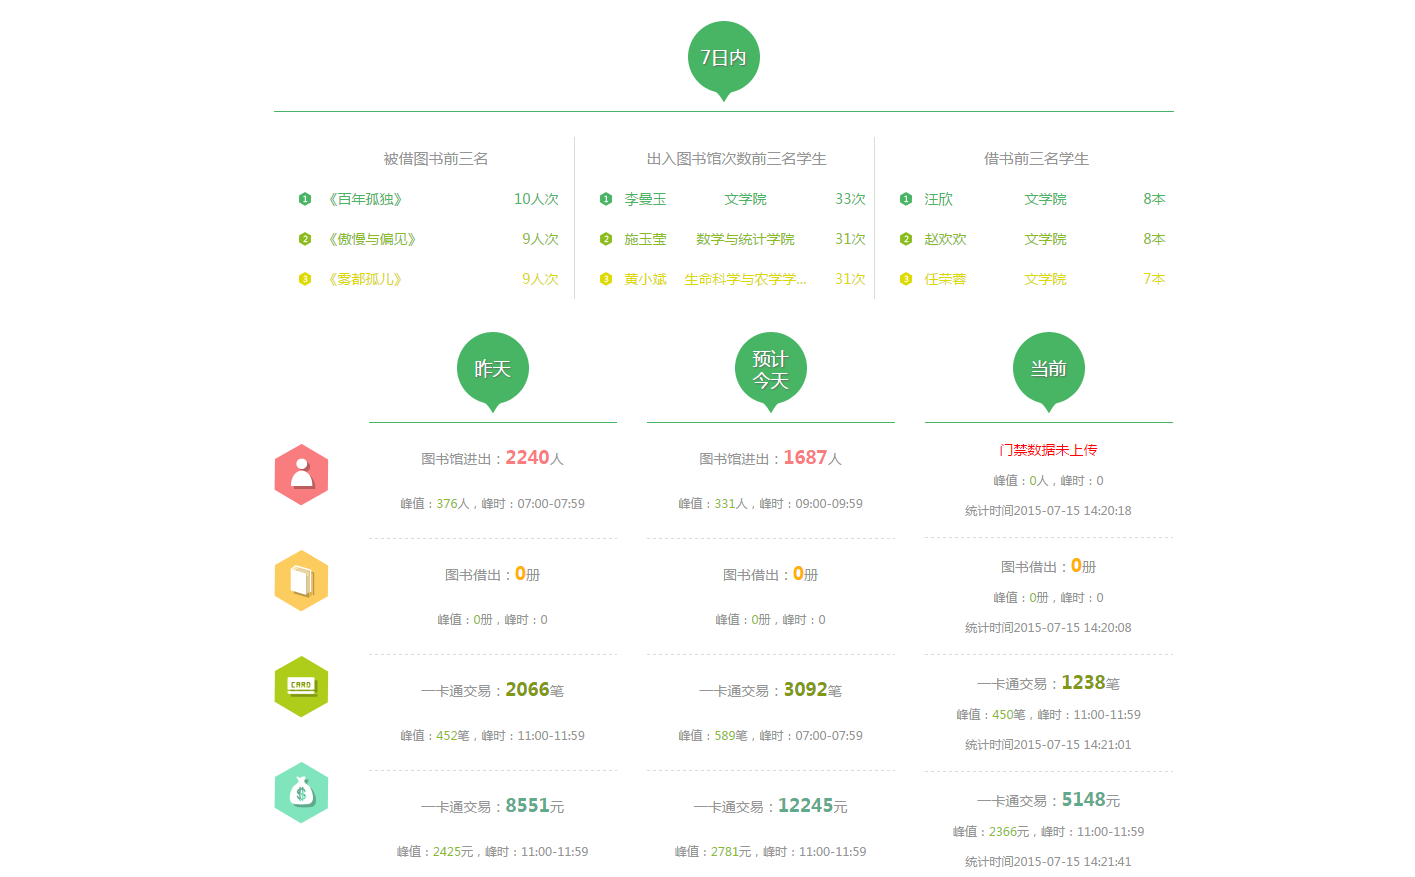 7日内
被借图书前三名
1 《百年孤独》 10人次
2 《傲慢与偏见》 9人次
3 《雾都孤儿》 9人次
出入图书馆次数前三名学生
1 李曼玉 文学院 33次
2 施玉莹 数学与统计学院 31次
3 黄小斌 生命科学与农学学... 31次
借书前三名学生
1 汪欣 文学院 8本
2 赵欢欢 文学院 8本
3 任荣蓉 文学院 7本
昨天
图书馆进出：2240人
峰值：376人，峰时：07:00-07:59
图书借出：0册
峰值：0册，峰时：0
一卡通交易：2066笔
峰值：452笔，峰时：11:00-11:59
一卡通交易：8551元
峰值：2425元，峰时：11:00-11:59
预计
今天
图书馆进出：1687人
峰值：331人，峰时：09:00-09:59
图书借出：0册
峰值：0册，峰时：0
一卡通交易：3092笔
峰值：589笔，峰时：07:00-07:59
一卡通交易：12245元
峰值：2781元，峰时：11:00-11:59
当前
门禁数据未上传
峰值：0人，峰时：0
统计时间2015-07-15 14:20:18
图书借出：0册
峰值：0册，峰时：0
统计时间2015-07-15 14:20:08
一卡通交易：1238笔
峰值：450笔，峰时：11:00-11:59
统计时间2015-07-15 14:21:01
一卡通交易：5148元
峰值：2366元，峰时：11:00-11:59
统计时间2015-07-15 14:21:41
CARD
$